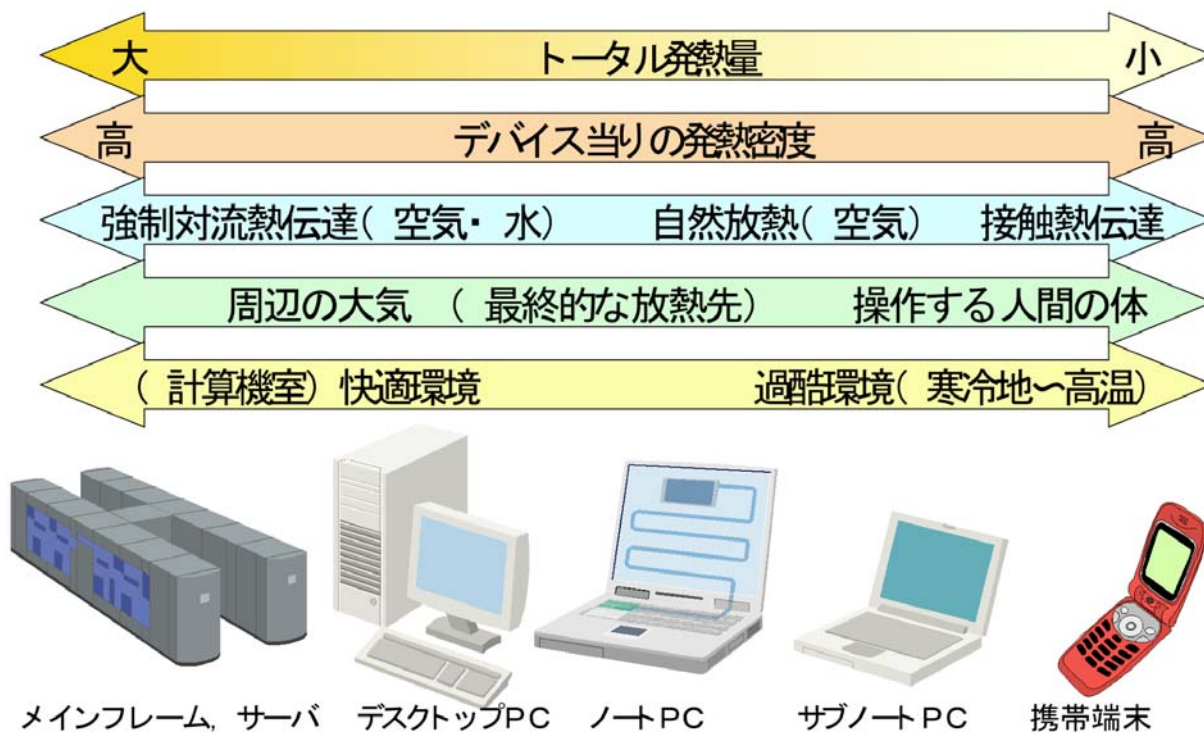 大 トータル発熱量 小
高 デバイス当りの発熱密度 高
強制対流熱伝達(空気・水) 自然放熱(空気) 接触熱伝達
周辺の大気 (最終的な放熱先) 操作する人間の体
(計算機室)快適環境 過酷環境(寒冷地〜高温)
メインフレーム, サーバ デスクトップPC ノートPC サブノートPC 携帯端末